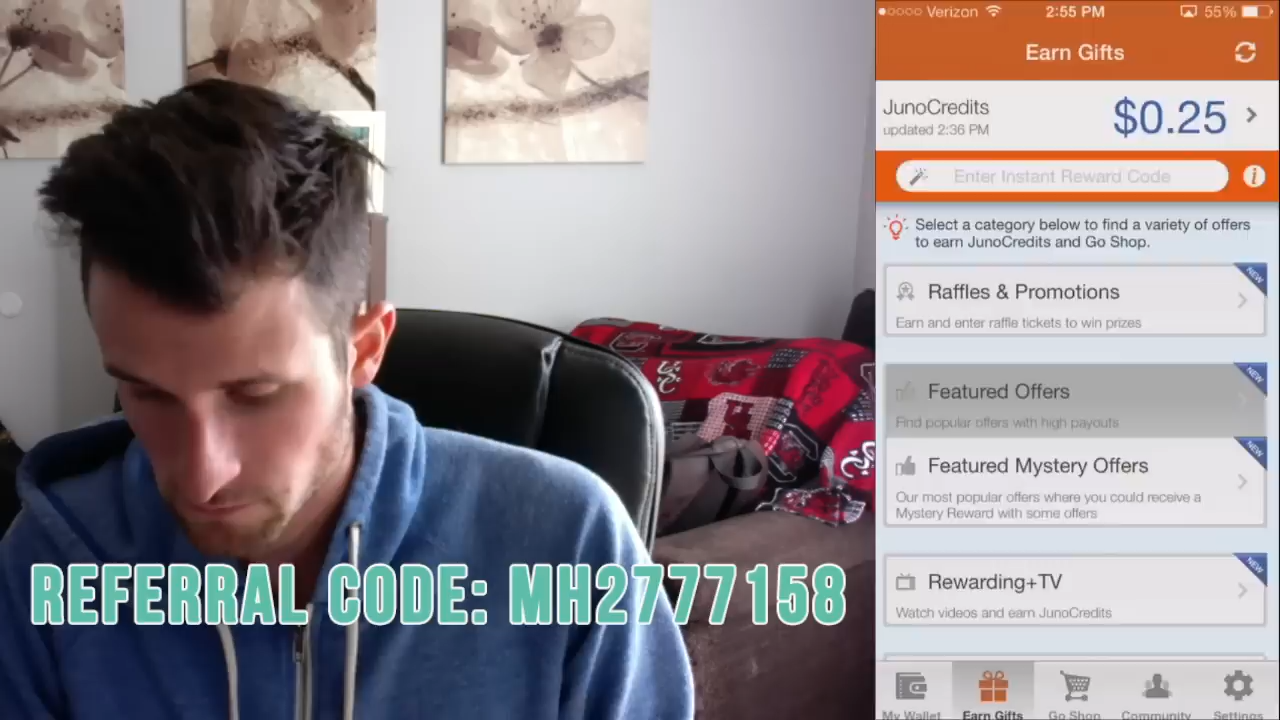 Verizon 2:55 PM 55%
Earn Gifts
JunoCredits
updated 2:36 PM
$0.25
Enter Instant Reward Code
i
Select a category below to find a variety of offers
to earn JunoCredits and Go Shop.
NEW
Raffles & Promotions
Earn and enter raffle tickets to win prizes
NEW
Featured Offers
Find popular offers with high payouts
NEW
Featured Mystery Offers
Our most popular offers where you could receive a
Mystery Reward with some offers
NEW
Rewarding+TV
Watch videos and earn JunoCredits
My Wallet Earn Gifts Go Shop Community Settings
REFERRAL CODE: MH2777158